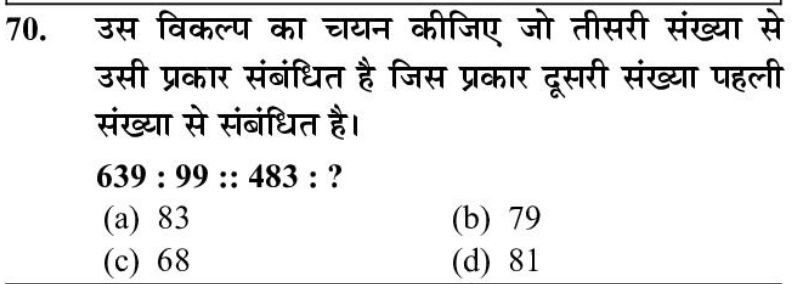 70. उस विकल्प का चयन कीजिए जो तीसरी संख्या से
उसी प्रकार संबंधित है जिस प्रकार दूसरी संख्या पहली
संख्या से संबंधित है।
639 : 99 :: 483 : ?
(a) 83 (b) 79
(c) 68 (d) 81